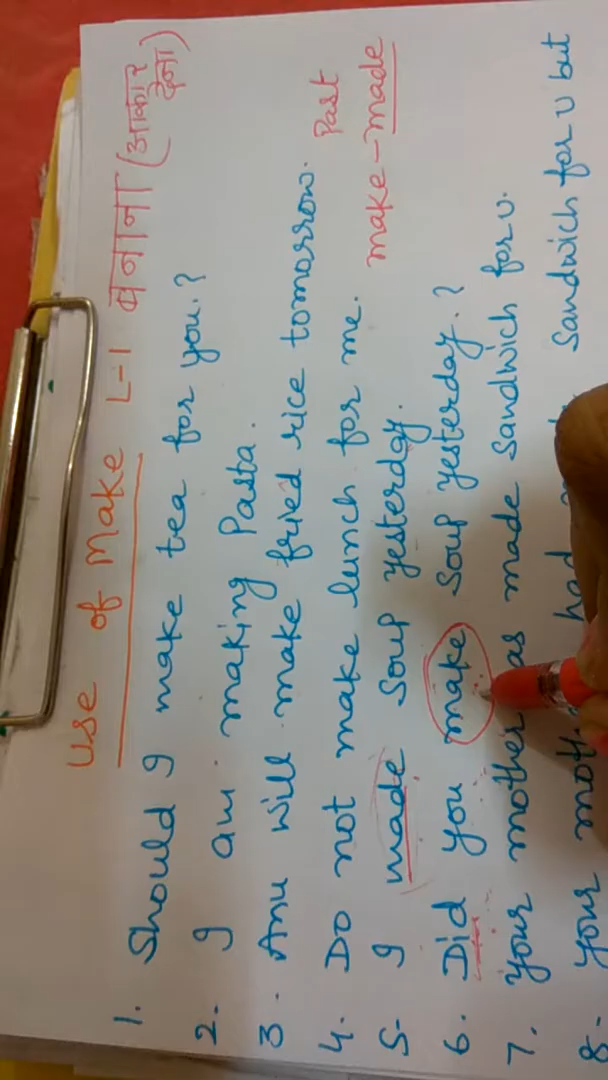 Use of Make L-1 बनाना (आकार देना)
1. Should I make tea for you.?
2. I am making Pasta.
3. Anu will make fried rice tomorrow.
4. Do not make lunch for me.
Past
make - made
5- I made Soup yesterday.
6. Did you make Soup yesterday.?
7. your mother has made sandwich for u.
8. your had sandwich for u but